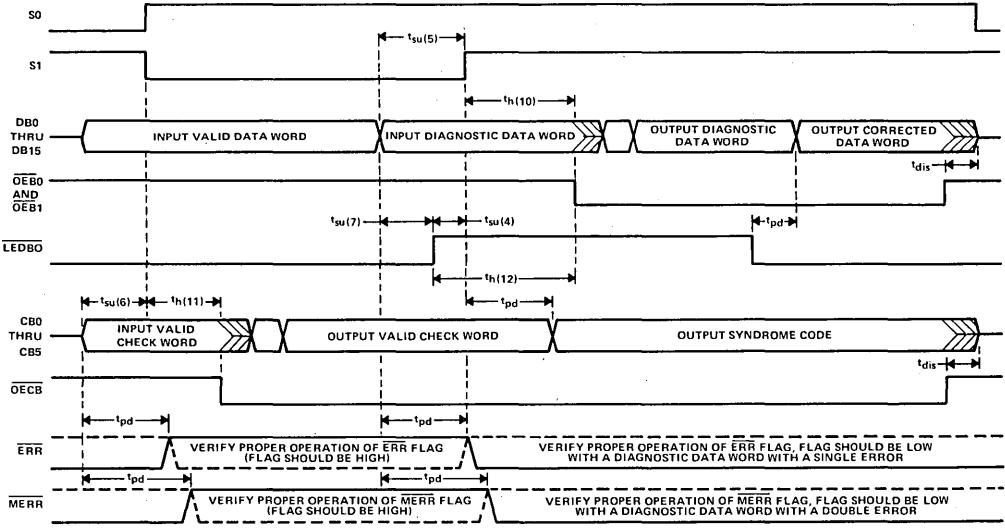 S0
S1
tsu(5)
th(10)
DB0
THRU
DB15
INPUT VALID DATA WORD
INPUT DIAGNOSTIC DATA WORD
OUTPUT DIAGNOSTIC
DATA WORD
OUTPUT CORRECTED
DATA WORD
tdis
OEB0
AND
OEB1
tsu(7)
tsu(4)
tpd
LEDBO
th(12)
tsu(6)
th(11)
tpd
CB0
THRU
CB5
INPUT VALID
CHECK WORD
OUTPUT VALID CHECK WORD
OUTPUT SYNDROME CODE
tdis
OECB
tpd
tpd
ERR
VERIFY PROPER OPERATION OF ERR FLAG
(FLAG SHOULD BE HIGH)
VERIFY PROPER OPERATION OF ERR FLAG, FLAG SHOULD BE LOW
WITH A DIAGNOSTIC DATA WORD WITH A SINGLE ERROR
tpd
tpd
MERR
VERIFY PROPER OPERATION OF MERR FLAG
(FLAG SHOULD BE HIGH)
VERIFY PROPER OPERATION OF MERR FLAG, FLAG SHOULD BE LOW
WITH A DIAGNOSTIC DATA WORD WITH A DOUBLE ERROR